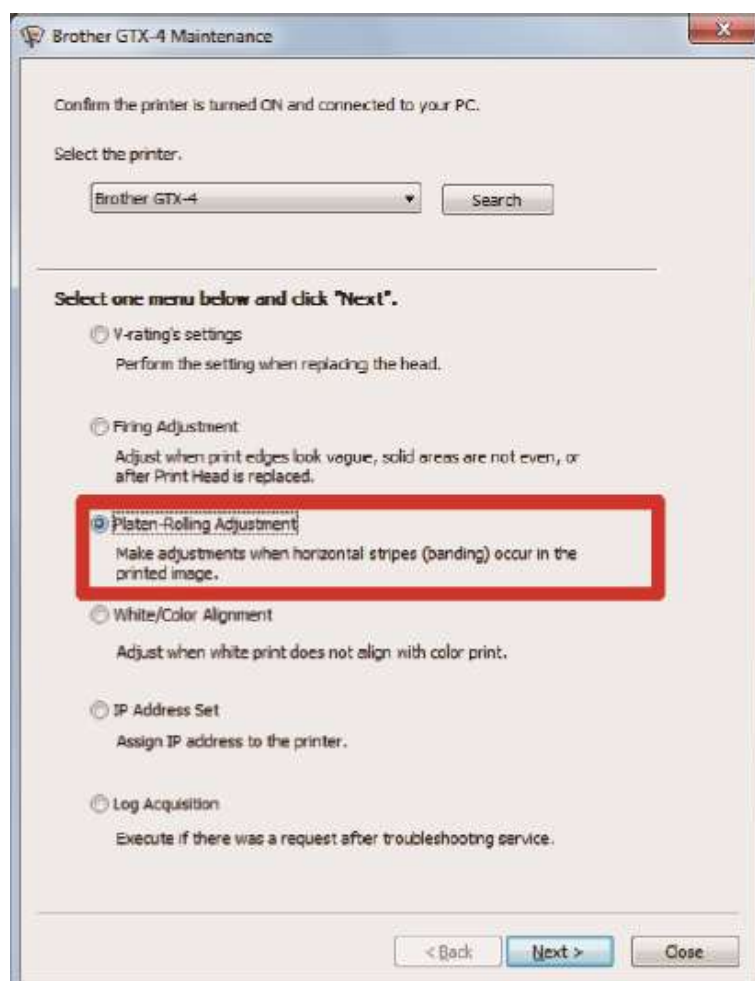 Brother GTX-4 Maintenance
Confirm the printer is turned ON and connected to your PC.
Select the printer.
Brother GTX-4
Search
Select one menu below and click "Next".
V-rating's settings
Perform the setting when replacing the head.
Firing Adjustment
Adjust when print edges look vague, solid areas are not even, or
after Print Head is replaced.
Platen-Rolling Adjustment
Make adjustments when horizontal stripes (banding) occur in the
printed image.
White/Color Alignment
Adjust when white print does not align with color print.
IP Address Set
Assign IP address to the printer.
Log Acquisition
Execute if there was a request after troubleshooting service.
< Back
Next >
Close